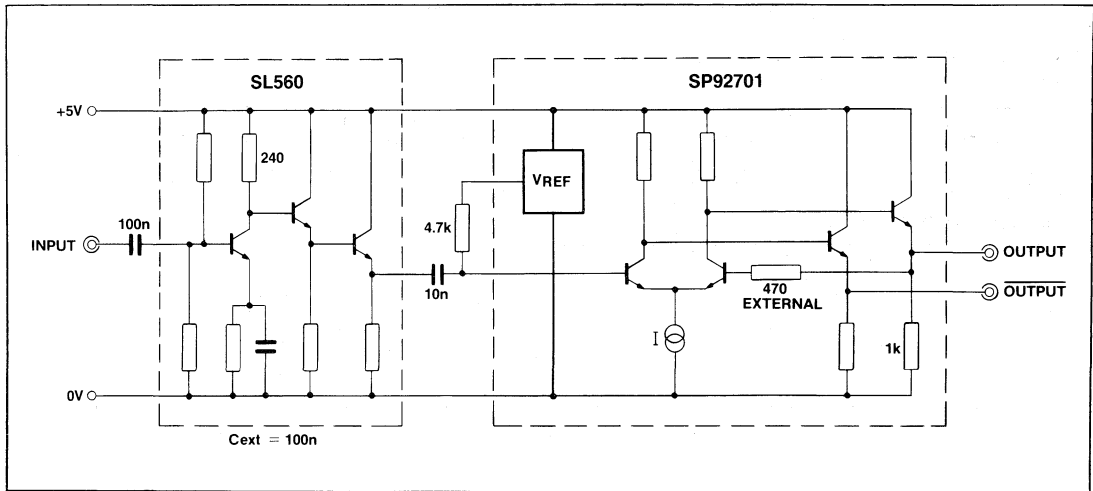 SL560
SP92701
+5V
240
VREF
100n
4.7k
INPUT
10n
470
EXTERNAL
OUTPUT
OUTPUT
I
1k
0V
Cext = 100n